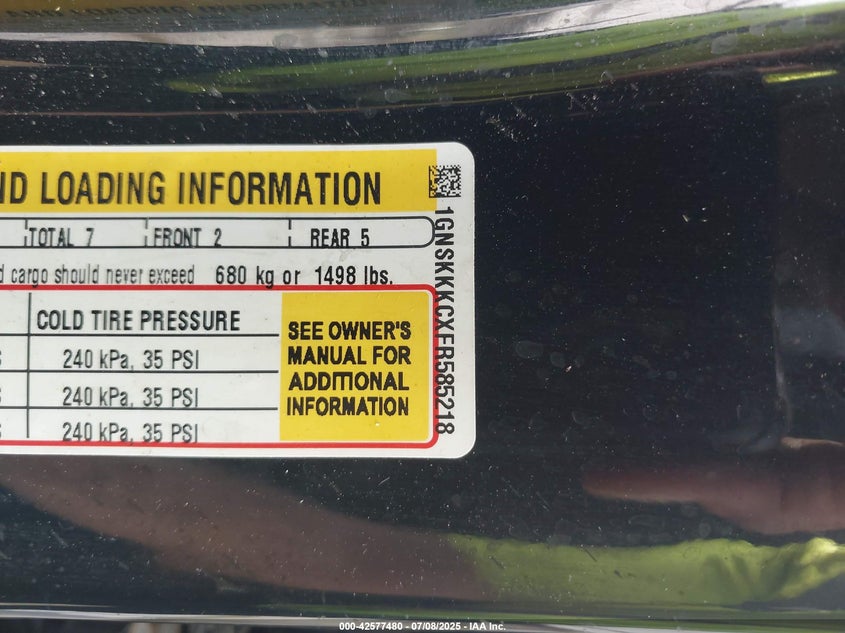 ND LOADING INFORMATION
TOTAL 7 FRONT 2 REAR 5
d cargo should never exceed 680 kg or 1498 lbs.
COLD TIRE PRESSURE
240 kPa, 35 PSI
240 kPa, 35 PSI
240 kPa, 35 PSI
SEE OWNER'S
MANUAL FOR
ADDITIONAL
INFORMATION
1GNSKKKCXFR585218
000-42577480 - 07/08/2025 - IAA Inc.